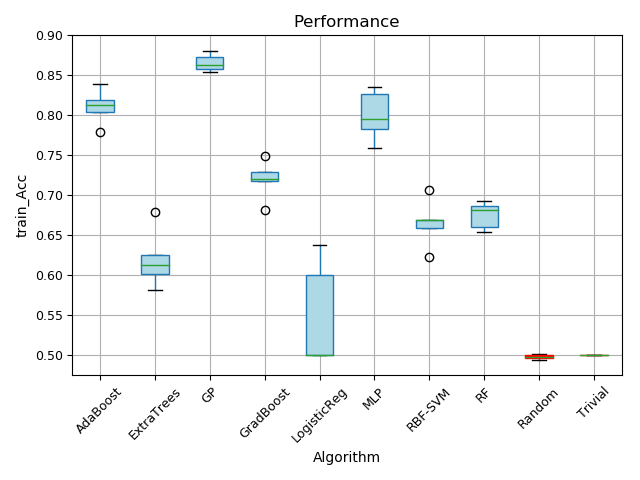 Performance
0.90
0.85
0.80
0.75
0.70
0.65
0.60
0.55
0.50
train_Acc
AdaBoost
ExtraTrees
GP
GradBoost
LogisticReg
MLP
RBF-SVM
RF
Random
Trivial
Algorithm